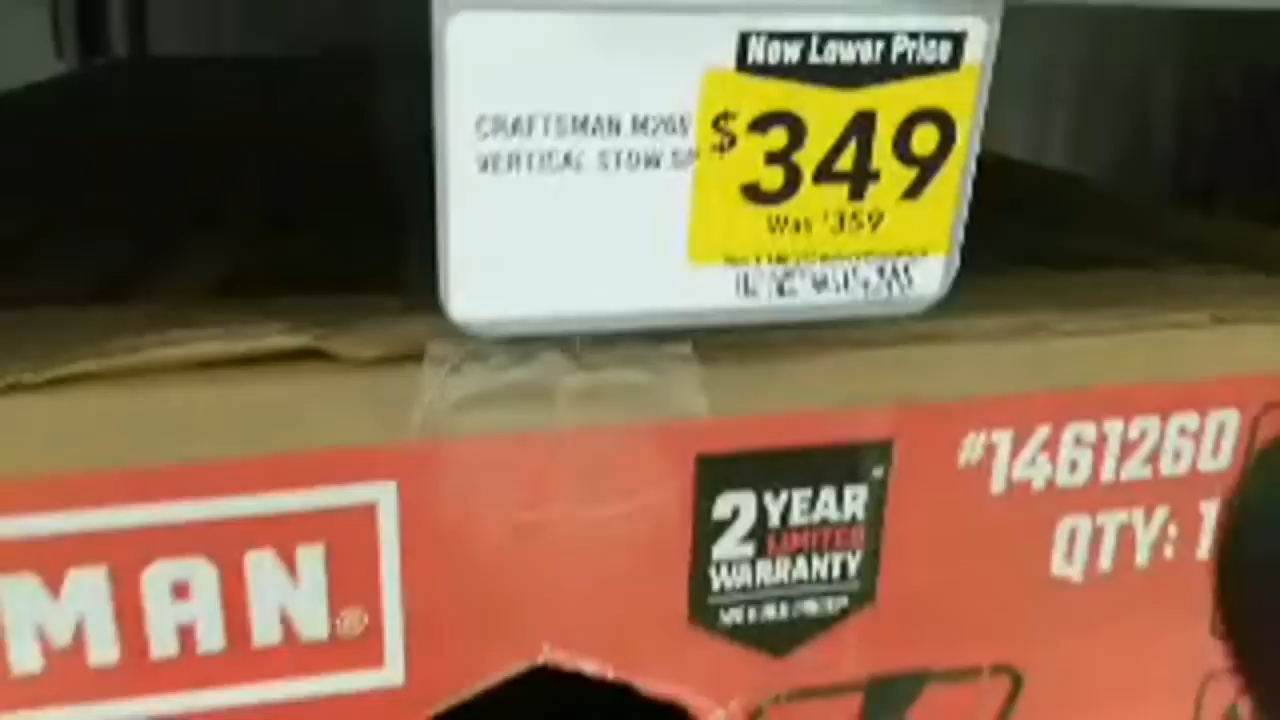 New Lower Price
CRAFTSMAN
VERTICAL STOW
$349
Was $359
MAN®
2 YEAR
LIMITED
WARRANTY
#1461260
QTY: 1